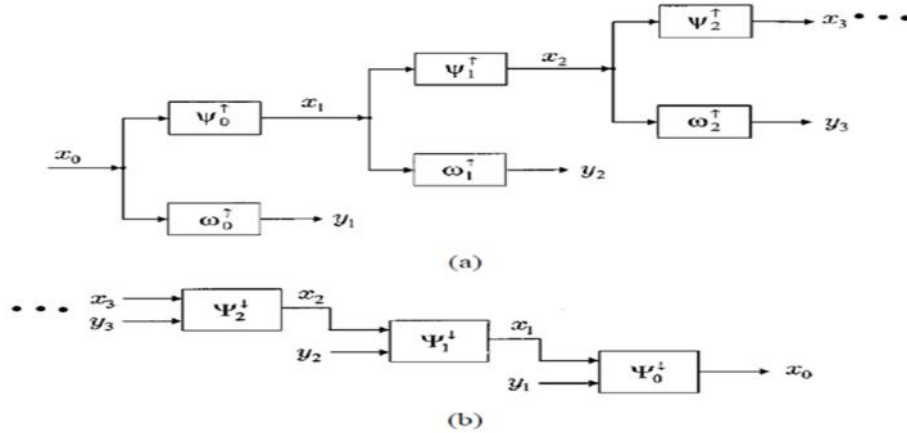 ψ₂↑ x₃ • • •
ψ₁↑ x₂
ψ₀↑ x₁ ω₂↑ y₃
x₀ ω₁↑ y₂
ω₀↑ y₁
(a)
• • • x₃ x₂
y₃ Ψ₂↓ x₁
y₂ Ψ₁↓
y₁ Ψ₀↓ x₀
(b)